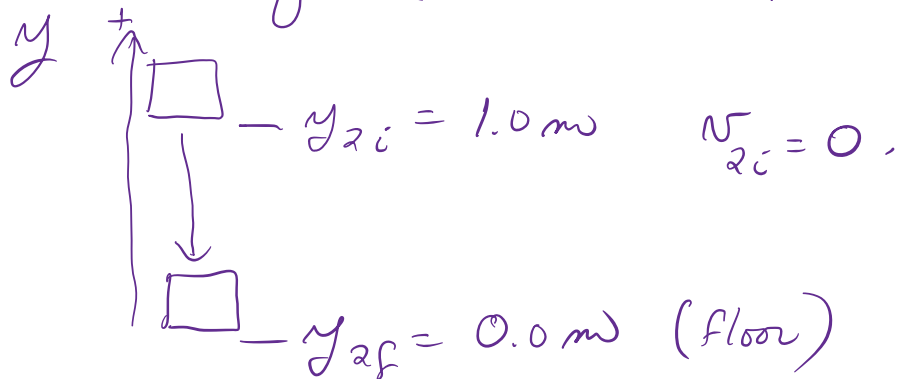 y +
y₂ᵢ = 1.0 m v₂ᵢ = 0.
y₂f = 0.0 m (floor)